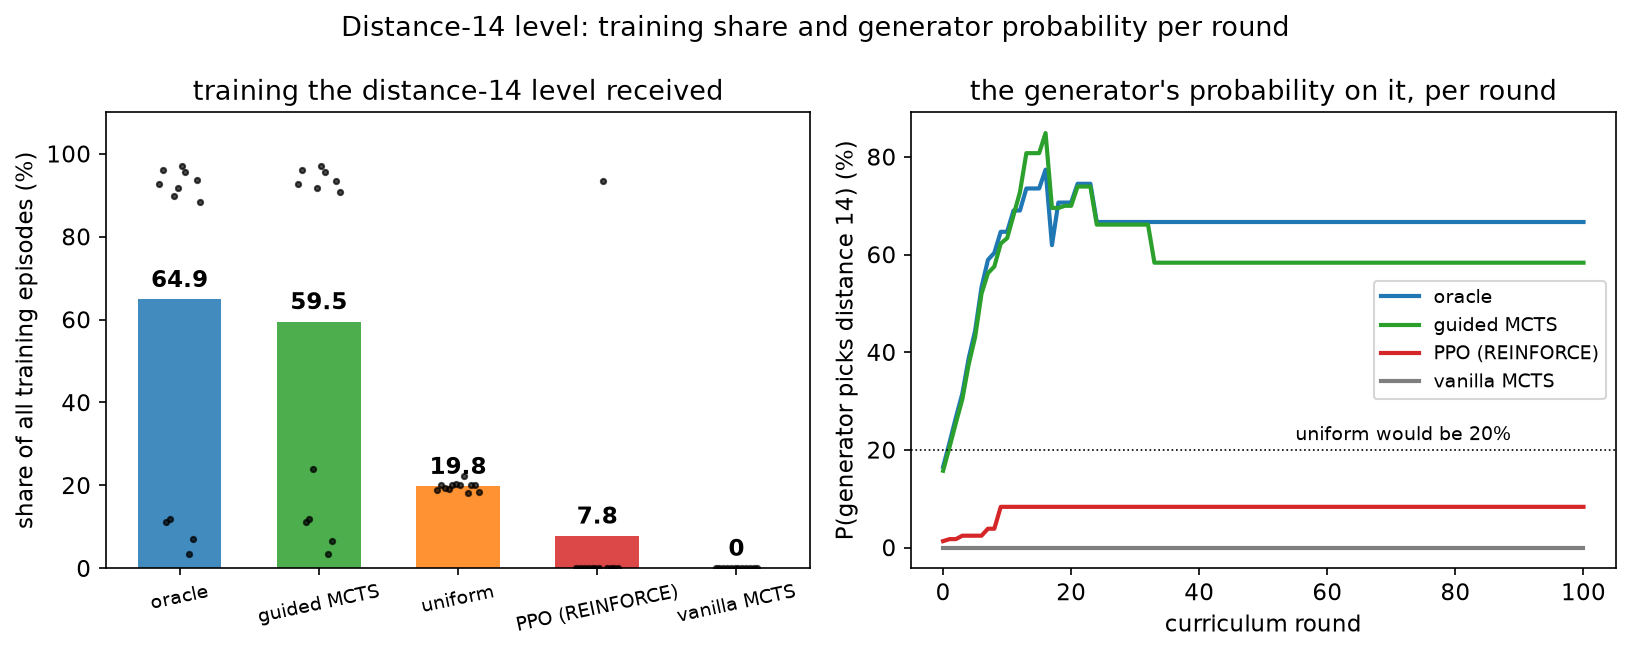 Distance-14 level: training share and generator probability per round
training the distance-14 level received
share of all training episodes (%)
100
80
60
40
20
0
64.9
59.5
19.8
7.8
0
oracle
guided MCTS
uniform
PPO (REINFORCE)
vanilla MCTS
the generator's probability on it, per round
P(generator picks distance 14) (%)
80
60
40
20
0
oracle
guided MCTS
PPO (REINFORCE)
vanilla MCTS
uniform would be 20%
0
20
40
60
80
100
curriculum round